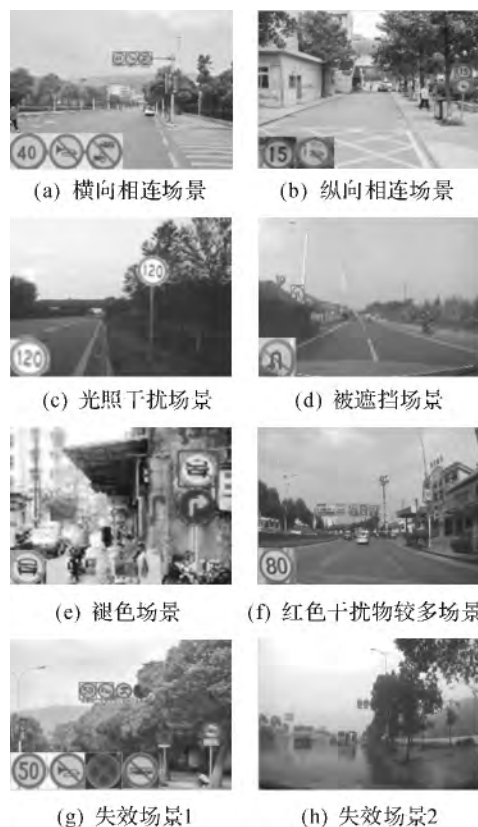 40
15
15
(a) 横向相连场景
(b) 纵向相连场景
120
120
(c) 光照干扰场景
(d) 被遮挡场景
(e) 褪色场景
80
(f) 红色干扰物较多场景
50
50
(g) 失效场景1
(h) 失效场景2